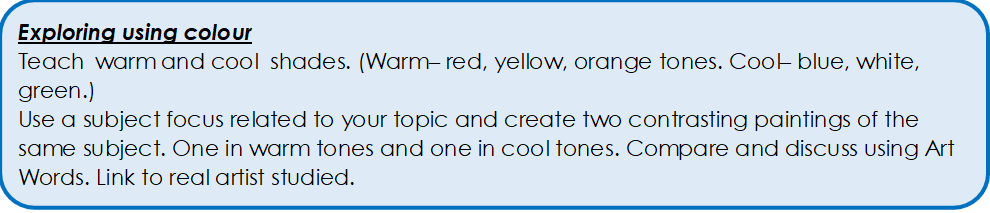 Exploring using colour
Teach warm and cool shades. (Warm– red, yellow, orange tones. Cool– blue, white,
green.)
Use a subject focus related to your topic and create two contrasting paintings of the
same subject. One in warm tones and one in cool tones. Compare and discuss using Art
Words. Link to real artist studied.